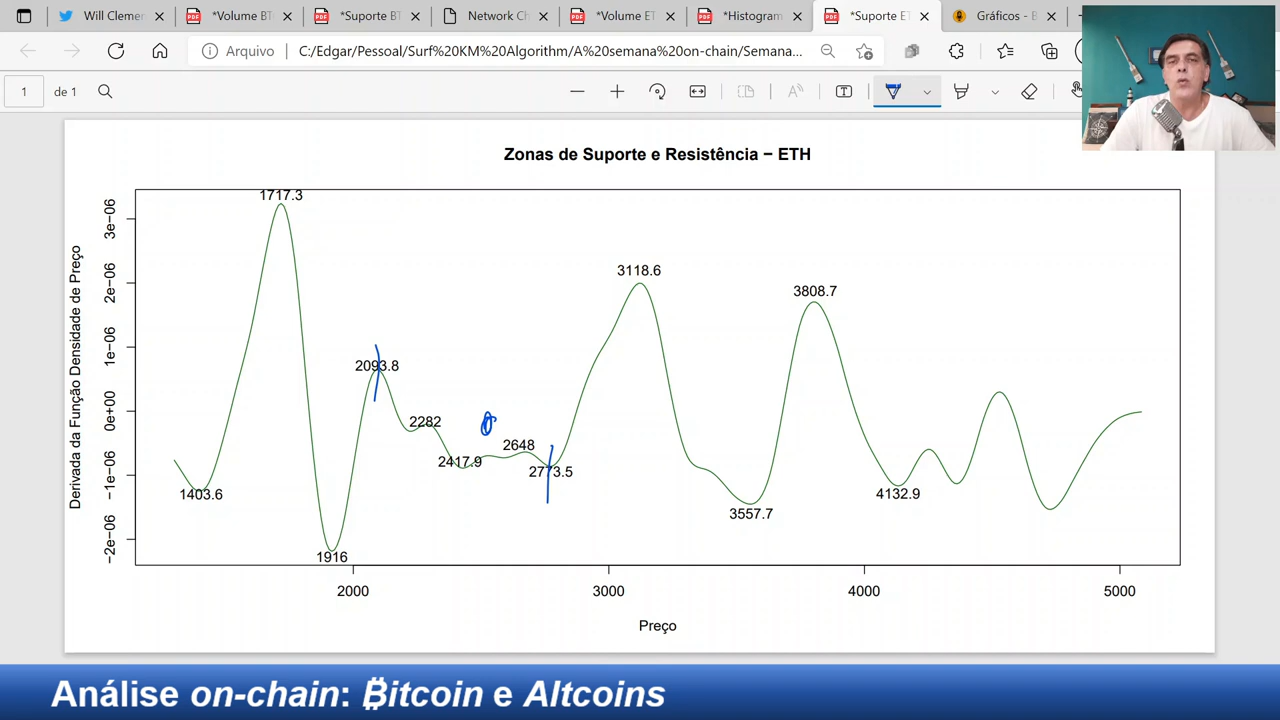 Will Clemen
*Volume BT
*Suporte BT
Network Ch
*Volume ET
*Histogram
*Suporte ET
Gráficos - B
Arquivo
C:/Edgar/Pessoal/Surf%20KM%20Algorithm/A%20semana%20on-chain/Semana...
1
de 1
Zonas de Suporte e Resistência − ETH
Derivada da Função Densidade de Preço
3e−06
2e−06
1e−06
0e+00
−1e−06
−2e−06
1717.3
3118.6
3808.7
2093.8
2282
2648
2417.9
2773.5
1403.6
4132.9
3557.7
1916
2000
3000
4000
5000
Preço
Análise on-chain: ₿itcoin e Altcoins